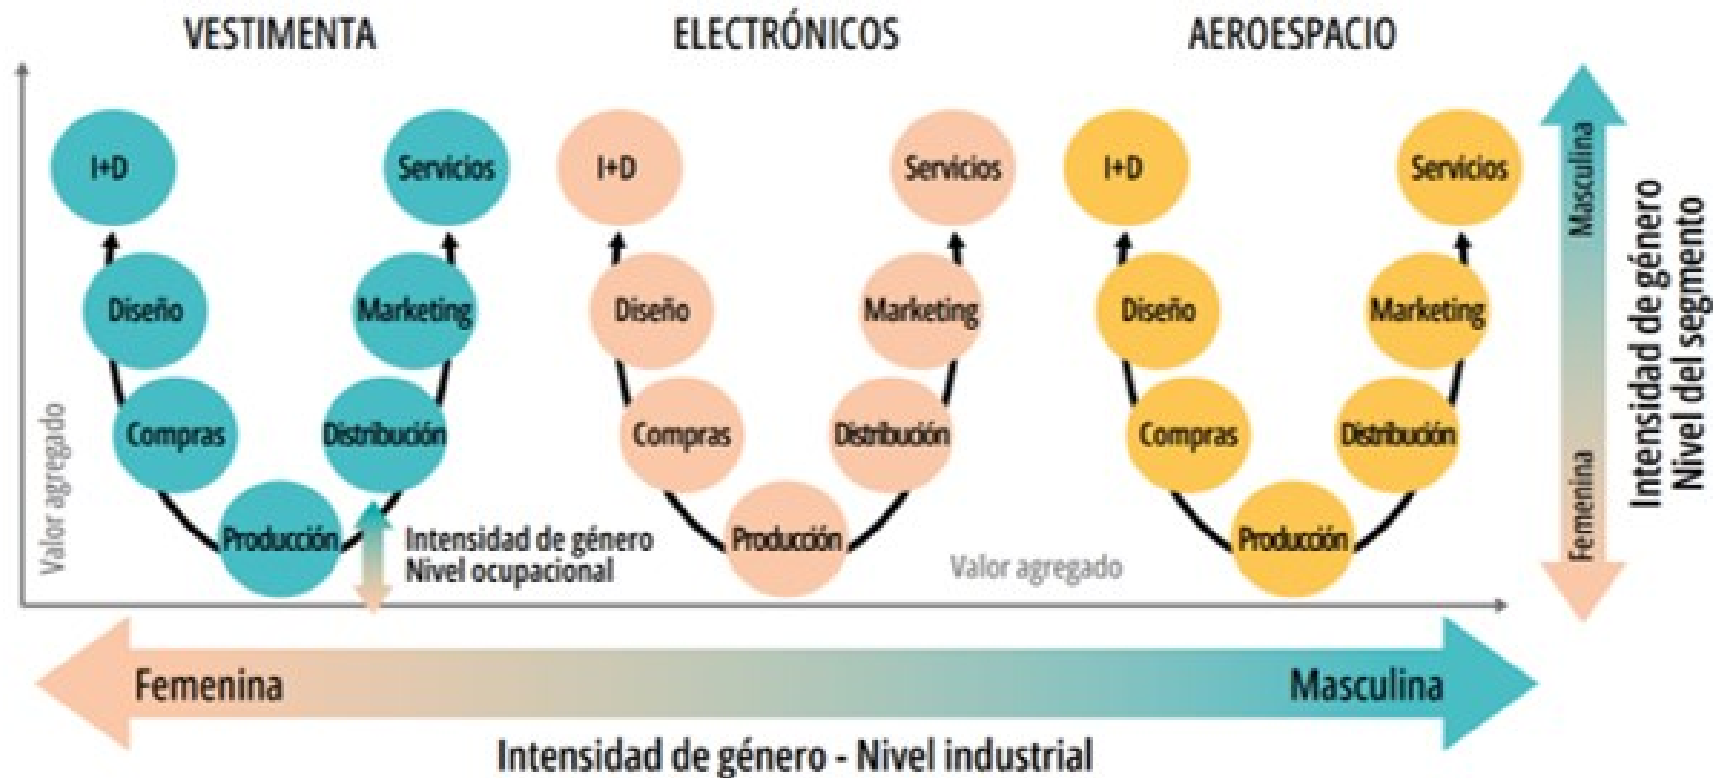 VESTIMENTA
ELECTRÓNICOS
AEROESPACIO
I+D
Servicios
I+D
Servicios
I+D
Servicios
Diseño
Marketing
Diseño
Marketing
Diseño
Marketing
Compras
Distribución
Compras
Distribución
Compras
Distribución
Producción
Producción
Producción
Valor agregado
Intensidad de género
Nivel ocupacional
Valor agregado
Masculina
Femenina
Intensidad de género
Nivel del segmento
Femenina
Masculina
Intensidad de género - Nivel industrial